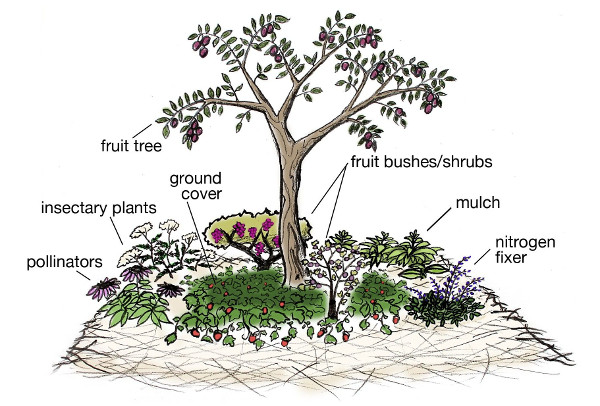 fruit tree
fruit bushes/shrubs
ground
cover
insectary plants
mulch
pollinators
nitrogen
fixer